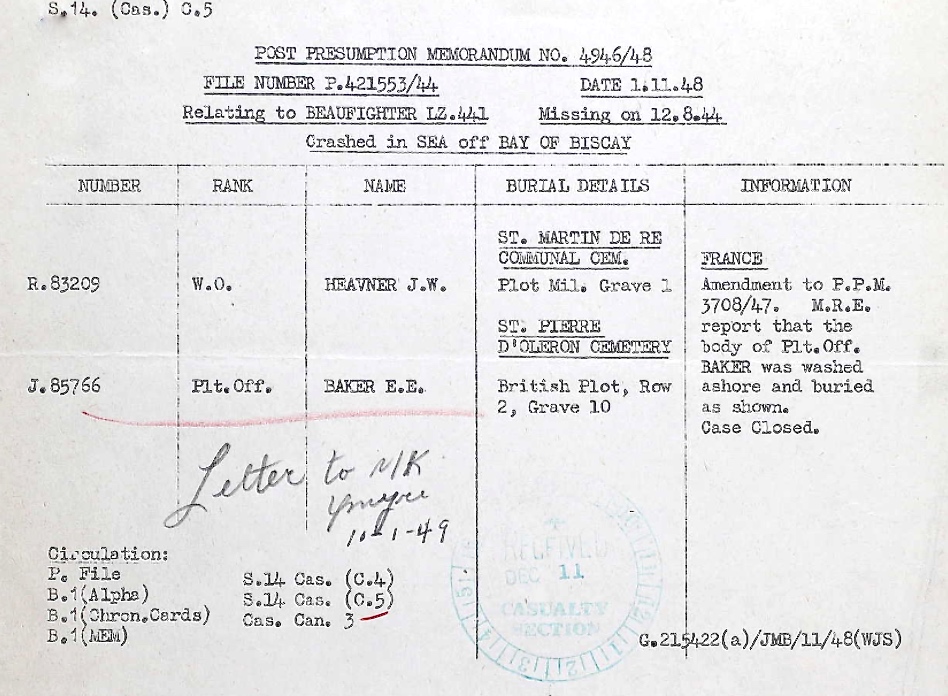 S.14. (Cas.) C.5
POST PRESUMPTION MEMORANDUM NO. 4946/48
FILE NUMBER P.421553/44 DATE 1.11.48
Relating to BEAUFIGHTER LZ.441 Missing on 12.8.44
Crashed in SEA off BAY OF BISCAY
NUMBER RANK NAME BURIAL DETAILS INFORMATION
ST. MARTIN DE RE
COMMUNAL CEM.
R.83209 W.O. HEAVNER J.W. Plot Mil. Grave 1
ST. PIERRE
D'OLERON CEMETERY
J.85766 Plt.Off. BAKER E.E. British Plot, Row
2, Grave 10
FRANCE
Amendment to P.P.M.
3708/47. M.R.E.
report that the
body of Plt.Off.
BAKER was washed
ashore and buried
as shown.
Case Closed.
Letter to N/K
10-1-49
RECEIVED
DEC 11
CASUALTY
SECTION
Circulation:
P. File
B.1(Alpha)
B.1(Chron.Cards)
B.1(MEM)
S.14 Cas. (C.4)
S.14 Cas. (C.5)
Cas. Can. 3
G.215422(a)/JMB/11/48(WJS)